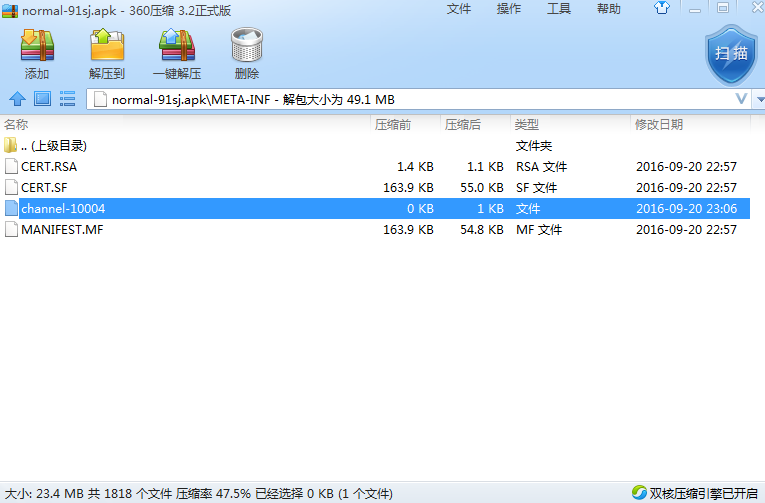 normal-91sj.apk - 360压缩 3.2正式版 文件 操作 工具 帮助
添加 解压到 一键解压 删除 扫描
normal-91sj.apk\META-INF - 解包大小为 49.1 MB
名称 压缩前 压缩后 类型 修改日期
.. (上级目录) 文件夹
CERT.RSA 1.4 KB 1.1 KB RSA 文件 2016-09-20 22:57
CERT.SF 163.9 KB 55.0 KB SF 文件 2016-09-20 22:57
channel-10004 0 KB 1 KB 文件 2016-09-20 23:06
MANIFEST.MF 163.9 KB 54.8 KB MF 文件 2016-09-20 22:57
大小: 23.4 MB 共 1818 个文件 压缩率 47.5% 已经选择 0 KB (1 个文件) 双核压缩引擎已开启